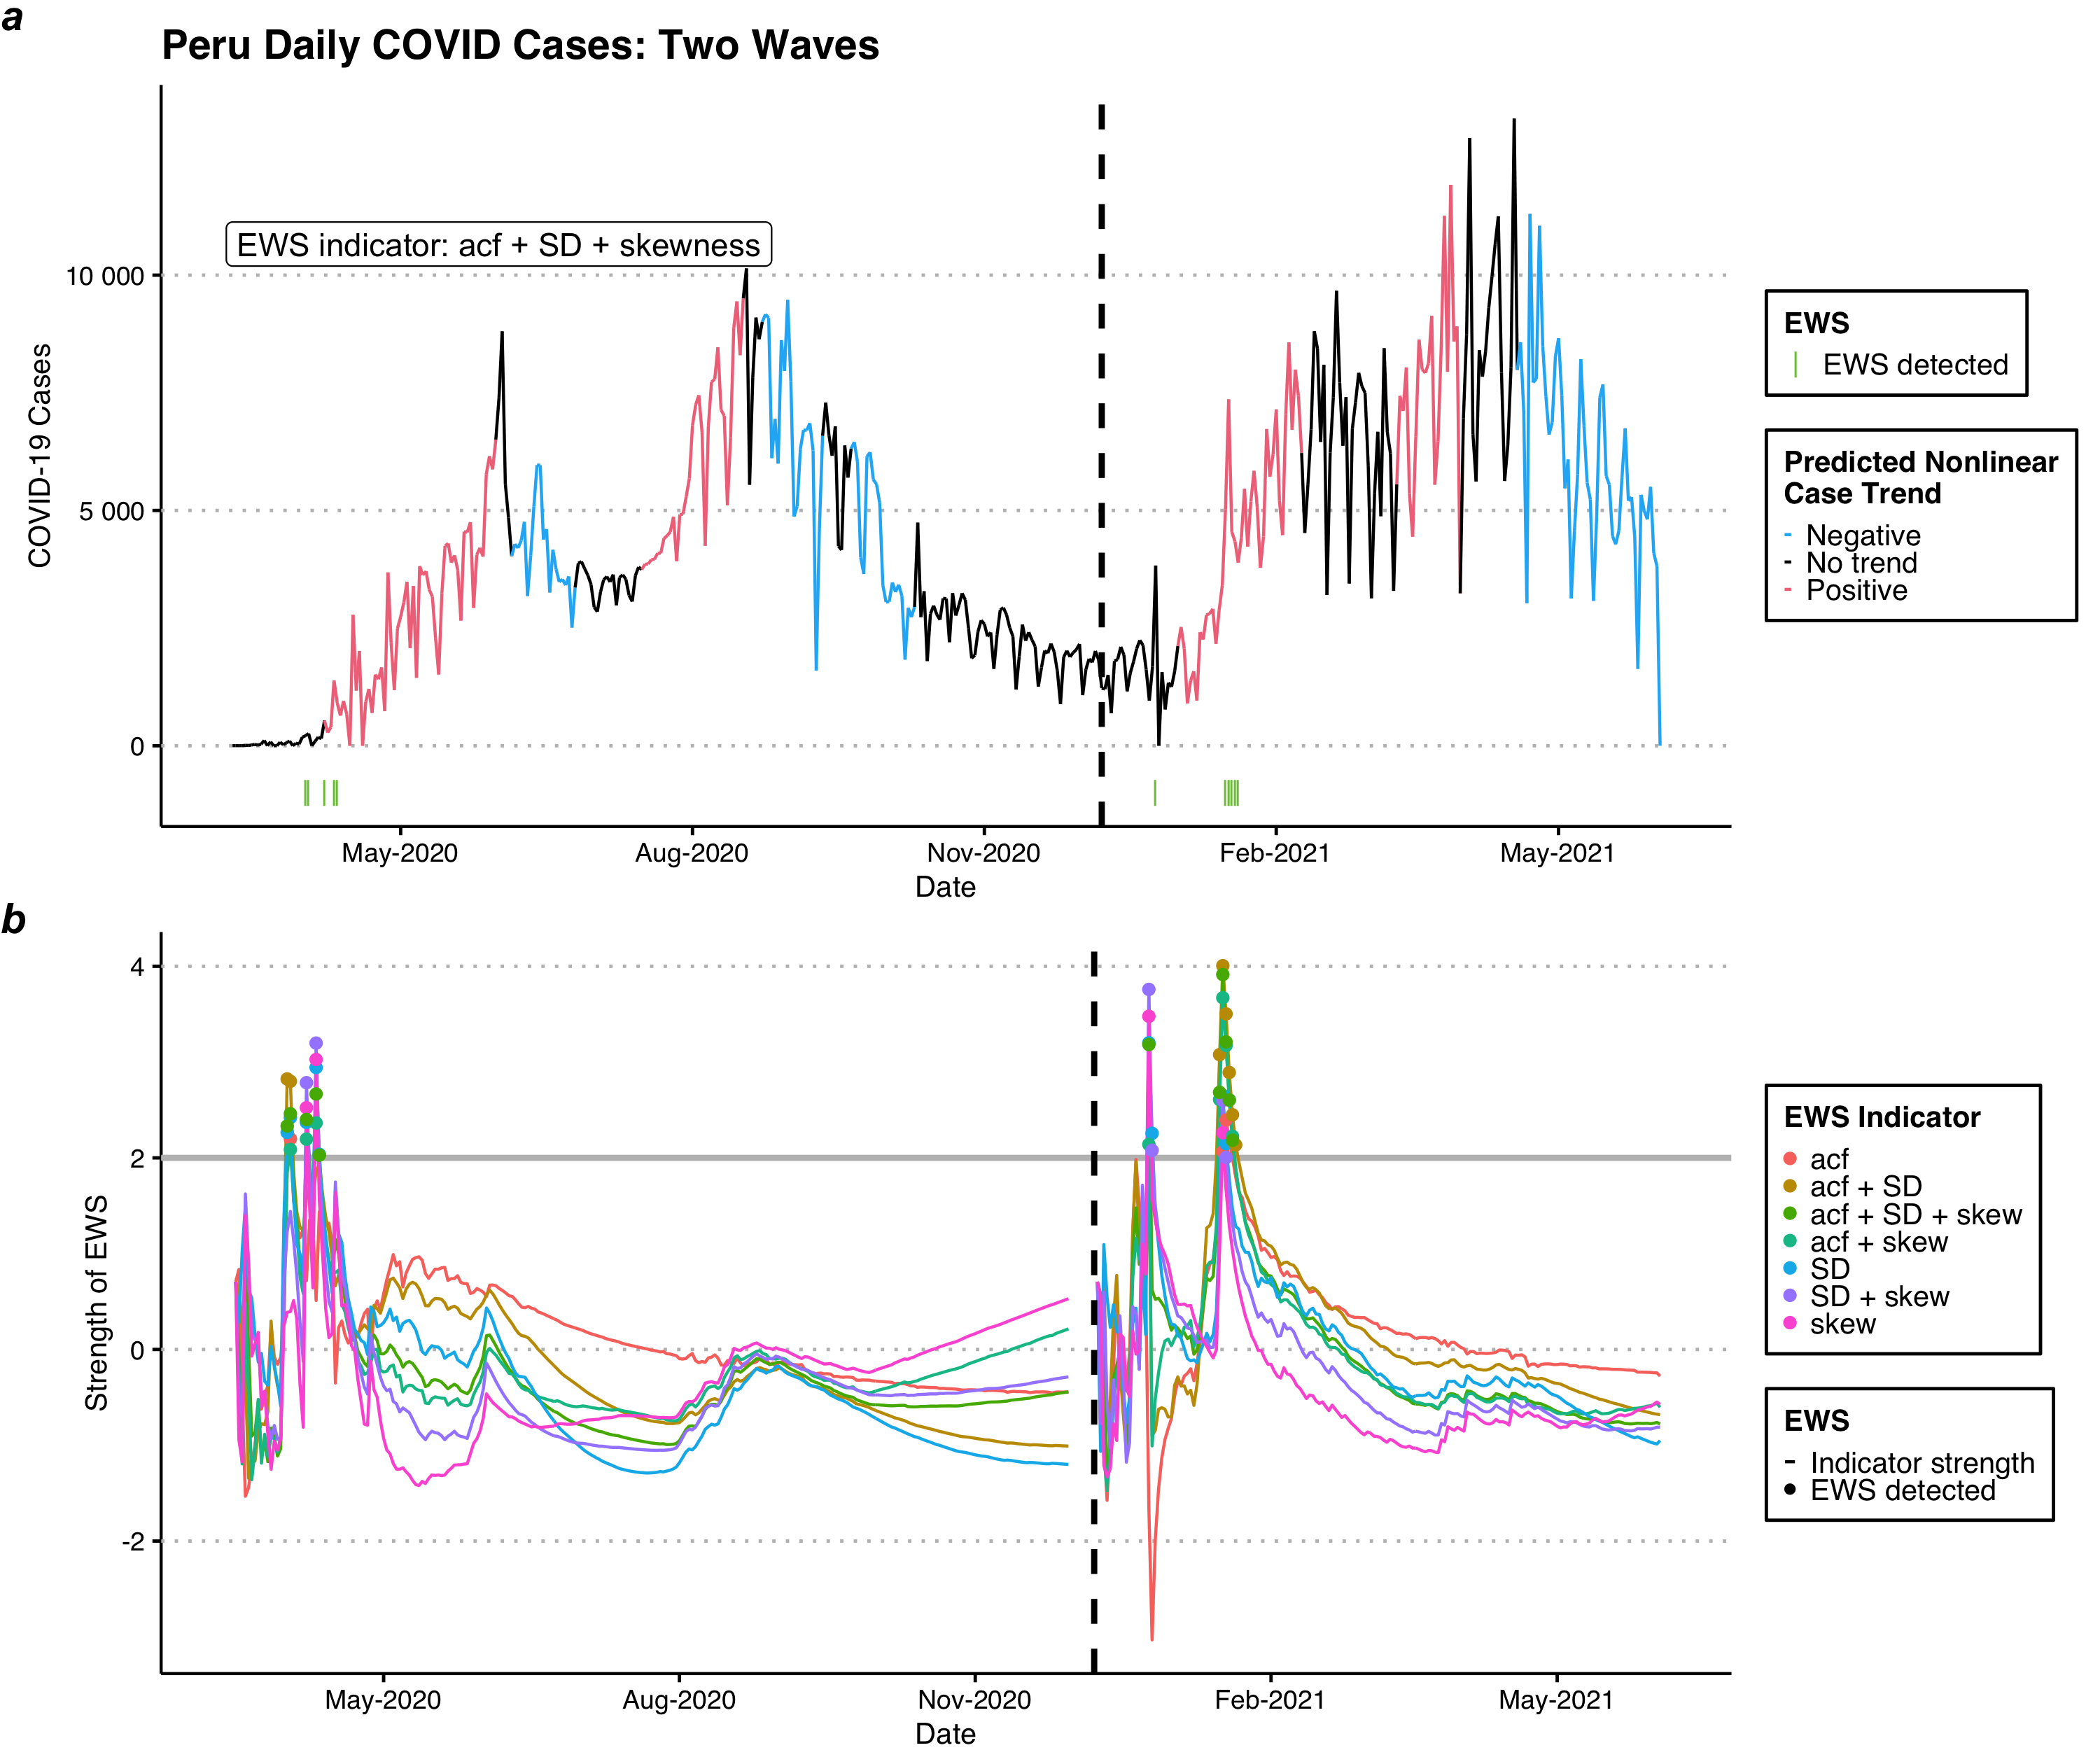 a
Peru Daily COVID Cases: Two Waves
EWS indicator: acf + SD + skewness
10 000
5 000
0
COVID-19 Cases
May-2020
Aug-2020
Nov-2020
Feb-2021
May-2021
Date
EWS
EWS detected
Predicted Nonlinear
Case Trend
Negative
No trend
Positive
b
4
2
0
-2
Strength of EWS
May-2020
Aug-2020
Nov-2020
Feb-2021
May-2021
Date
EWS Indicator
acf
acf + SD
acf + SD + skew
acf + skew
SD
SD + skew
skew
EWS
Indicator strength
EWS detected